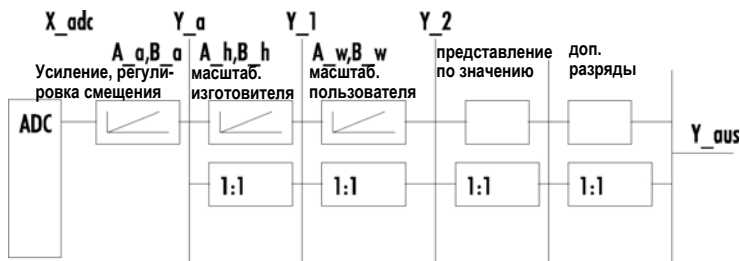 X_adc Y_a Y_1 Y_2
A_a,B_a A_h,B_h A_w,B_w представление доп.
Усиление, регули- масштаб. масштаб. по значению разряды
ровка смещения изготовителя пользователя
ADC
Y_aus
1:1 1:1 1:1 1:1